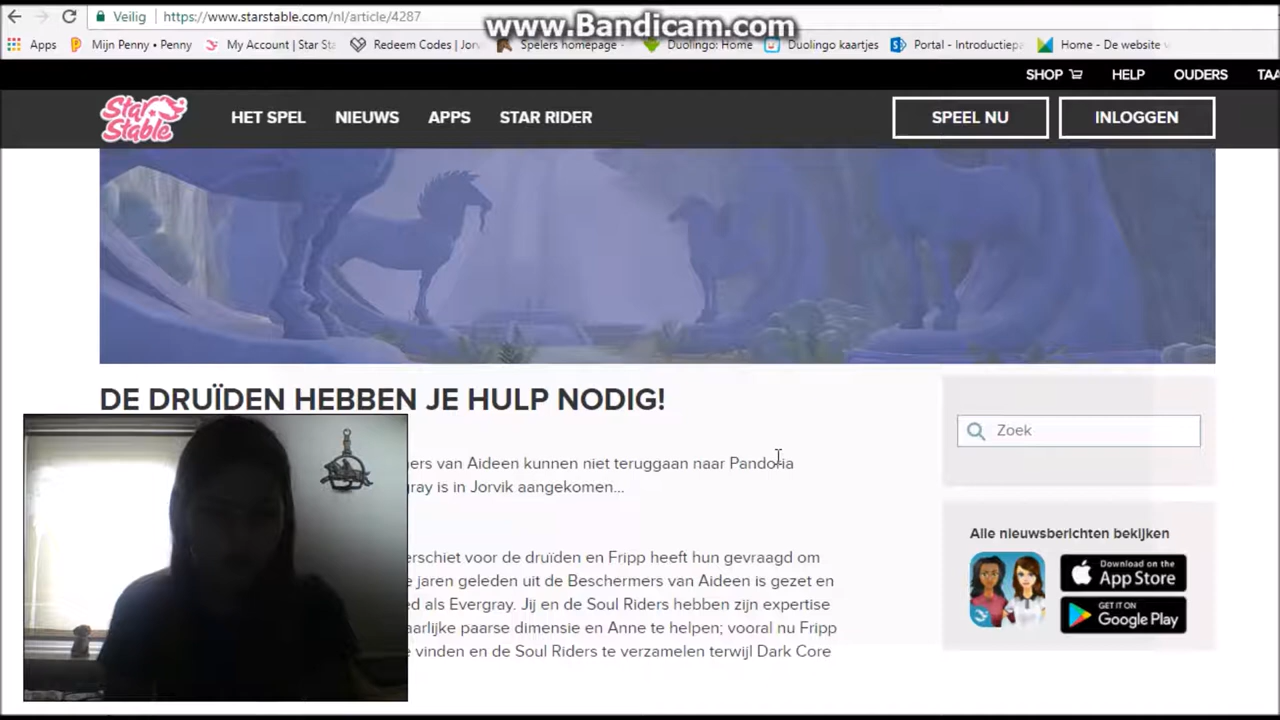 www.Bandicam.com
Veilig https://www.starstable.com/nl/article/4287
Apps Mijn Penny • Penny My Account | Star St Redeem Codes | Jorv Spelers homepage - Duolingo: Home Duolingo kaartjes Portal - Introductiepa Home - De website v
SHOP HELP OUDERS TAA
Star Stable HET SPEL NIEUWS APPS STAR RIDER SPEEL NU INLOGGEN
DE DRUÏDEN HEBBEN JE HULP NODIG!
Zoek
ers van Aideen kunnen niet teruggaan naar Pandoria
gray is in Jorvik aangekomen...
Alle nieuwsberichten bekijken
erschiet voor de druïden en Fripp heeft hun gevraagd om
e jaren geleden uit de Beschermers van Aideen is gezet en
ed als Evergray. Jij en de Soul Riders hebben zijn expertise
aarlijke paarse dimensie en Anne te helpen; vooral nu Fripp
e vinden en de Soul Riders te verzamelen terwijl Dark Core
Download on the
App Store
GET IT ON
Google Play